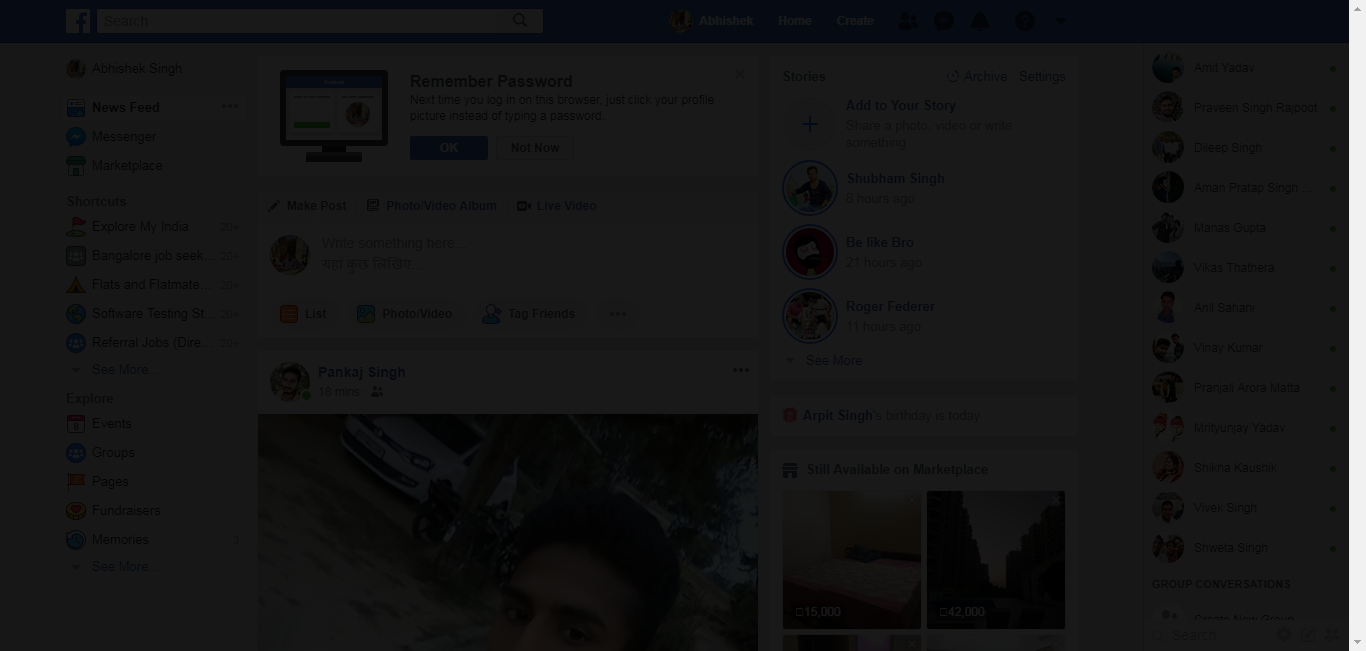 Search
Abhishek
Home
Create
Abhishek Singh
News Feed
Messenger
Marketplace
Shortcuts
Explore My India 20+
Bangalore job seek... 20+
Flats and Flatmate... 20+
Software Testing St... 20+
Referral Jobs (Dire... 20+
See More...
Explore
Events
Groups
Pages
Fundraisers
Memories
See More...
Remember Password
Next time you log in on this browser, just click your profile
picture instead of typing a password.
OK
Not Now
Make Post
Photo/Video Album
Live Video
Write something here...
यहां कुछ लिखिए...
List
Photo/Video
Tag Friends
Pankaj Singh
18 mins
Stories
Archive
Settings
Add to Your Story
Share a photo, video or write
something
Shubham Singh
6 hours ago
Be like Bro
21 hours ago
Roger Federer
11 hours ago
See More
Arpit Singh's birthday is today
Still Available on Marketplace
15,000
42,000
Amit Yadav
Praveen Singh Rajpoot
Dileep Singh
Aman Pratap Singh ...
Manas Gupta
Vikas Thathera
Anil Sahani
Vinay Kumar
Pranjali Arora Matta
Mrityunjay Yadav
Shikha Kaushik
Vivek Singh
Shweta Singh
GROUP CONVERSATIONS
Create New Group
Search